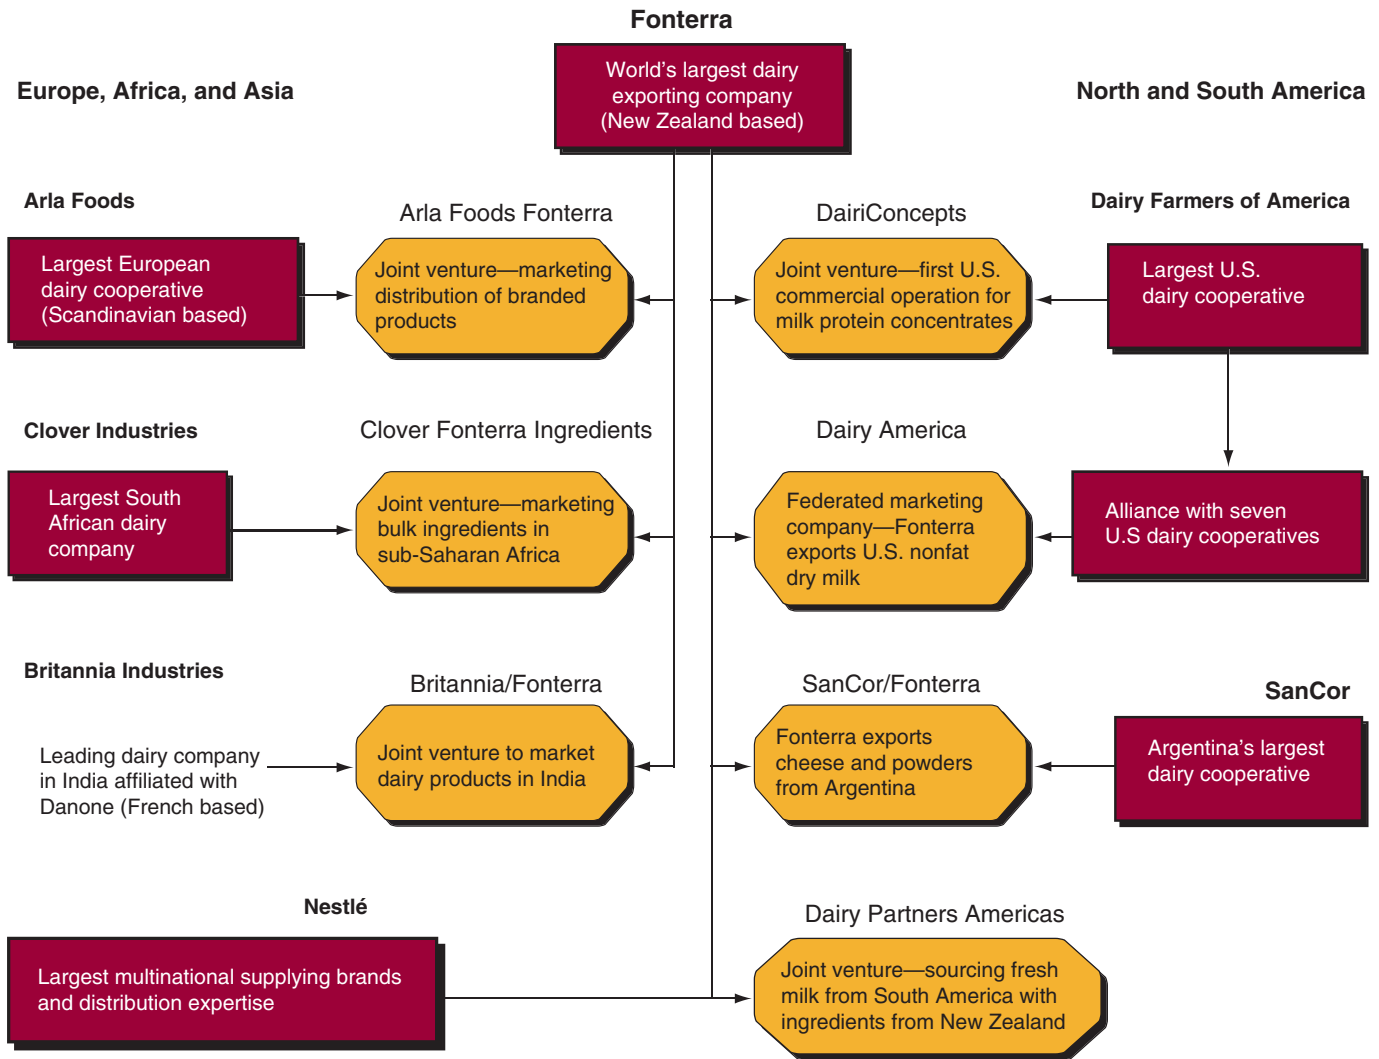 Fonterra
World's largest dairy
exporting company
(New Zealand based)
Europe, Africa, and Asia
North and South America
Arla Foods
Largest European
dairy cooperative
(Scandinavian based)
Arla Foods Fonterra
Joint venture—marketing
distribution of branded
products
DairiConcepts
Joint venture—first U.S.
commercial operation for
milk protein concentrates
Dairy Farmers of America
Largest U.S.
dairy cooperative
Clover Industries
Largest South
African dairy
company
Clover Fonterra Ingredients
Joint venture—marketing
bulk ingredients in
sub-Saharan Africa
Dairy America
Federated marketing
company—Fonterra
exports U.S. nonfat
dry milk
Alliance with seven
U.S dairy cooperatives
Britannia Industries
Leading dairy company
in India affiliated with
Danone (French based)
Britannia/Fonterra
Joint venture to market
dairy products in India
SanCor/Fonterra
Fonterra exports
cheese and powders
from Argentina
SanCor
Argentina's largest
dairy cooperative
Nestlé
Largest multinational supplying brands
and distribution expertise
Dairy Partners Americas
Joint venture—sourcing fresh
milk from South America with
ingredients from New Zealand